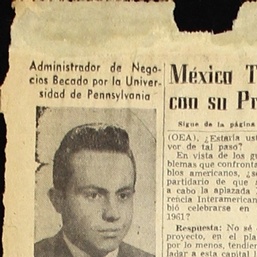 Administrador de Nego-
cios Becado por la Univer-
sidad de Pennsylvania
México T
con su Pr
Sigue de la página
(OEA), ¿Estaría ust
vor de tal paso?
En vista de los gu
blemas que confronta
blos americanos, ¿se
partidario de que s
a cabo la aplazada
rencia Interamerican
bió celebrarse en
1961?
Respuesta: No sé
proyecto, en el pla
por lo menos, tendien
ladar a esta capital l